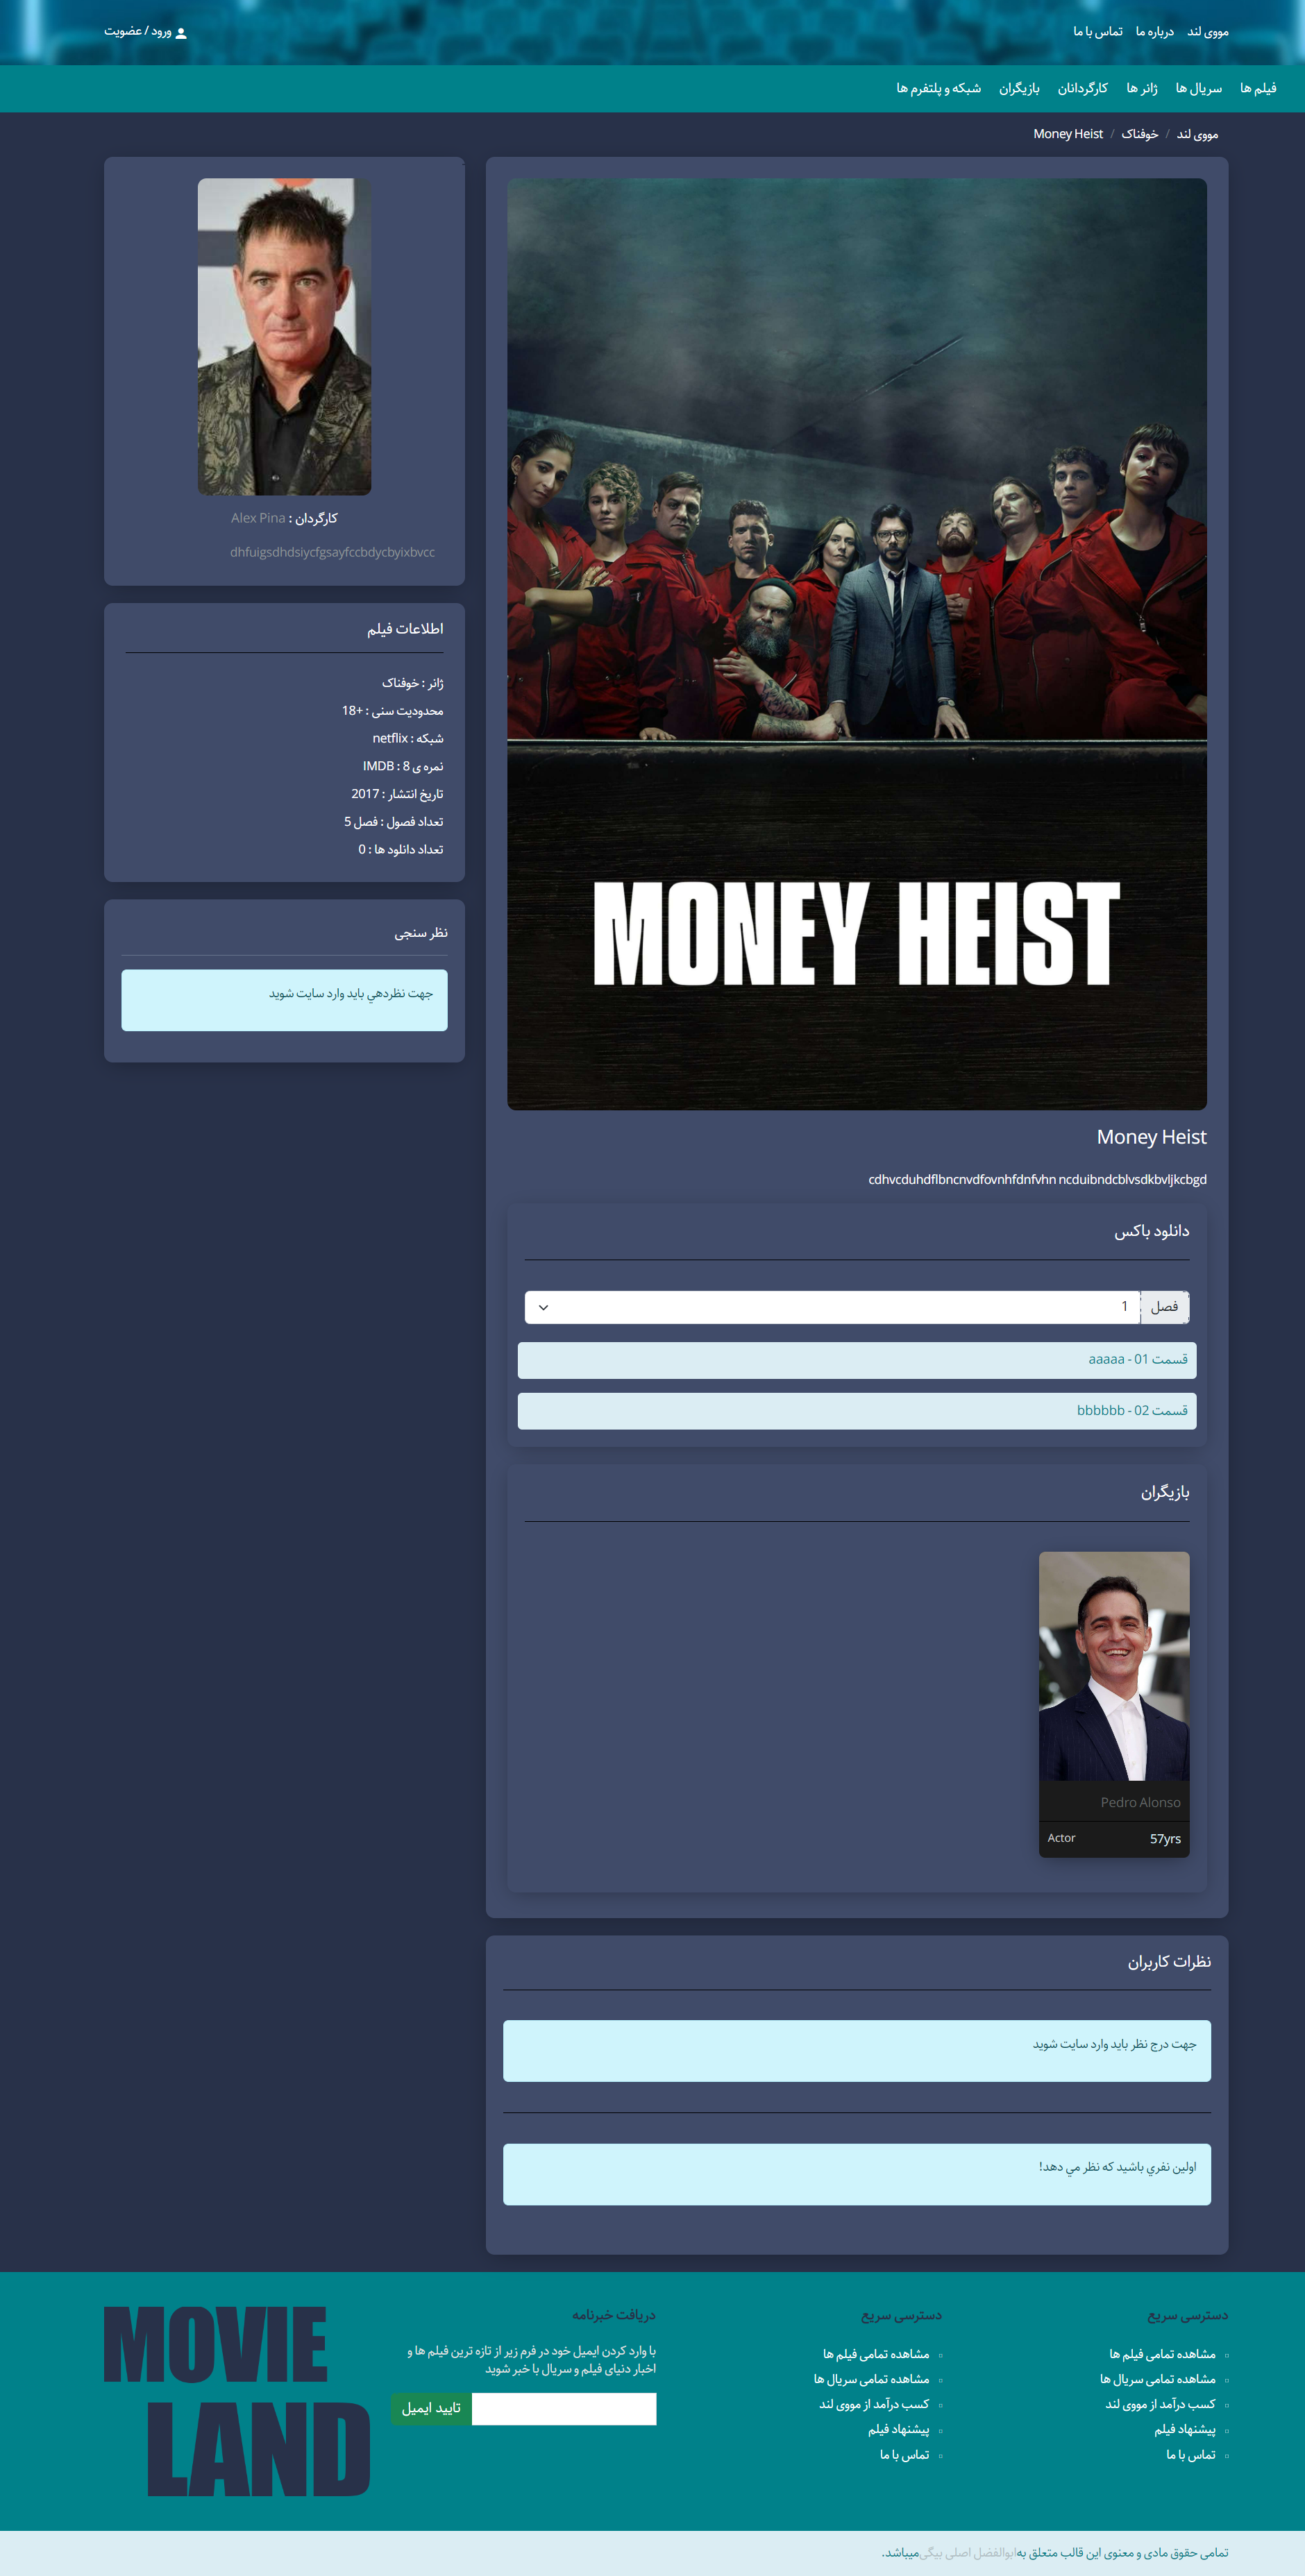 مووی لند
درباره ما
تماس با ما
ورود / عضویت
فیلم ها
سریال ها
ژانر ها
کارگردانان
بازیگران
شبکه و پلتفرم ها
مووی لند / خوفناک / Money Heist
MONEY HEIST
Money Heist
cdhvcduhdflbncnvdfovnhfdnfvhn ncduibndcblvsdkbvljkcbgd
دانلود باکس
فصل
1
قسمت 01 - aaaaa
قسمت 02 - bbbbbb
بازیگران
Pedro Alonso
57yrs
Actor
نظرات کاربران
جهت درج نظر باید وارد سایت شوید
اولین نفري باشید که نظر مي دهد!
کارگردان : Alex Pina
dhfuigsdhdsiycfgsayfccbdycbyixbvcc
اطلاعات فیلم
ژانر : خوفناک
محدودیت سنی : +18
شبکه : netflix
نمره ی IMDB : 8
تاریخ انتشار : 2017
تعداد فصول : فصل 5
تعداد دانلود ها : 0
نظر سنجی
جهت نظردهي باید وارد سایت شوید
دسترسی سریع
مشاهده تمامی فیلم ها
مشاهده تمامی سریال ها
کسب درآمد از مووی لند
پیشنهاد فیلم
تماس با ما
دسترسی سریع
مشاهده تمامی فیلم ها
مشاهده تمامی سریال ها
کسب درآمد از مووی لند
پیشنهاد فیلم
تماس با ما
دریافت خبرنامه
با وارد کردن ایمیل خود در فرم زیر از تازه ترین فیلم ها و
اخبار دنیای فیلم و سریال با خبر شوید
تایید ایمیل
MOVIE
LAND
تمامی حقوق مادی و معنوی این قالب متعلق به‌ابوالفضل اصلی بیگی‌میباشد.